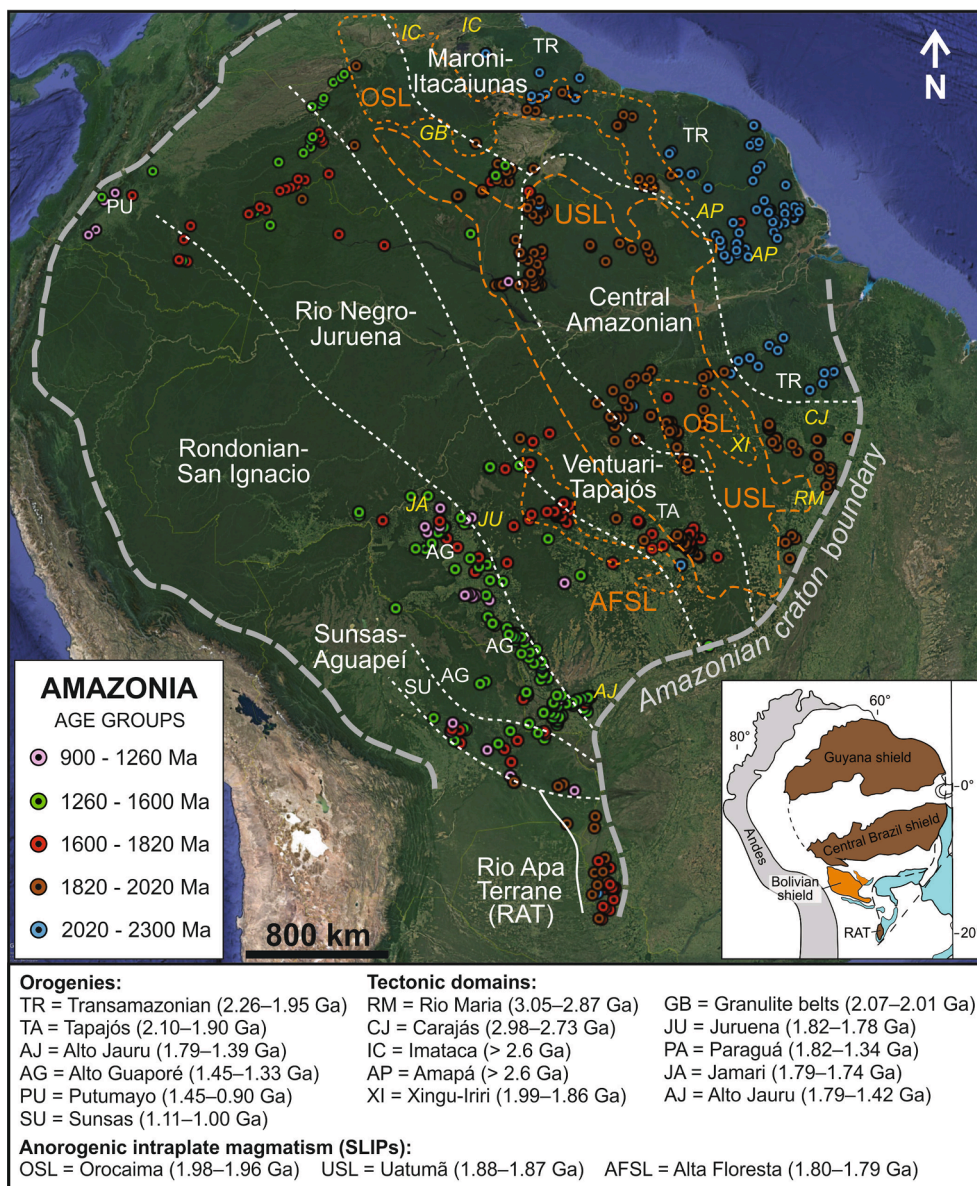 IC
IC
TR
Maroni-
Itacaiunas
N
OSL
GB
TR
PU
USL
AP
AP
Central
Amazonian
Rio Negro-
Juruena
TR
CJ
OSL
XI
Rondonian-
San Ignacio
Ventuari-
Tapajós
USL
RM
JA
JU
TA
AG
AFSL
Amazonian craton boundary
Sunsas-
Aguapeí
AG
SU
AG
AJ
Rio Apa
Terrane
(RAT)
800 km
AMAZONIA
AGE GROUPS
900 - 1260 Ma
1260 - 1600 Ma
1600 - 1820 Ma
1820 - 2020 Ma
2020 - 2300 Ma
60°
80°
Guyana shield
0°
Andes
Central Brazil shield
Bolivian
shield
RAT
20
Orogenies:
TR = Transamazonian (2.26–1.95 Ga)
TA = Tapajós (2.10–1.90 Ga)
AJ = Alto Jauru (1.79–1.39 Ga)
AG = Alto Guaporé (1.45–1.33 Ga)
PU = Putumayo (1.45–0.90 Ga)
SU = Sunsas (1.11–1.00 Ga)
Tectonic domains:
RM = Rio Maria (3.05–2.87 Ga)
CJ = Carajás (2.98–2.73 Ga)
IC = Imataca (> 2.6 Ga)
AP = Amapá (> 2.6 Ga)
XI = Xingu-Iriri (1.99–1.86 Ga)
GB = Granulite belts (2.07–2.01 Ga)
JU = Juruena (1.82–1.78 Ga)
PA = Paraguá (1.82–1.34 Ga)
JA = Jamari (1.79–1.74 Ga)
AJ = Alto Jauru (1.79–1.42 Ga)
Anorogenic intraplate magmatism (SLIPs):
OSL = Orocaima (1.98–1.96 Ga) USL = Uatumã (1.88–1.87 Ga) AFSL = Alta Floresta (1.80–1.79 Ga)